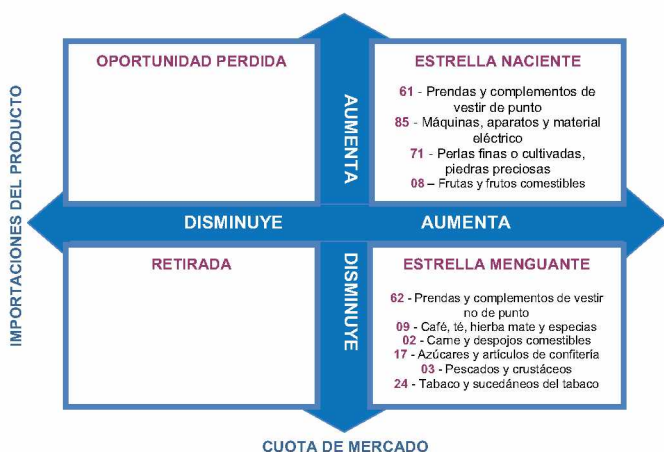 OPORTUNIDAD PERDIDA
ESTRELLA NACIENTE
61 - Prendas y complementos de
vestir de punto
85 - Máquinas, aparatos y material
eléctrico
71 - Perlas finas o cultivadas,
piedras preciosas
08 – Frutas y frutos comestibles
IMPORTACIONES DEL PRODUCTO
AUMENTA
DISMINUYE
AUMENTA
DISMINUYE
RETIRADA
ESTRELLA MENGUANTE
62 - Prendas y complementos de vestir
no de punto
09 - Café, té, hierba mate y especias
02 - Carne y despojos comestibles
17 - Azúcares y artículos de confitería
03 - Pescados y crustáceos
24 - Tabaco y sucedáneos del tabaco
CUOTA DE MERCADO